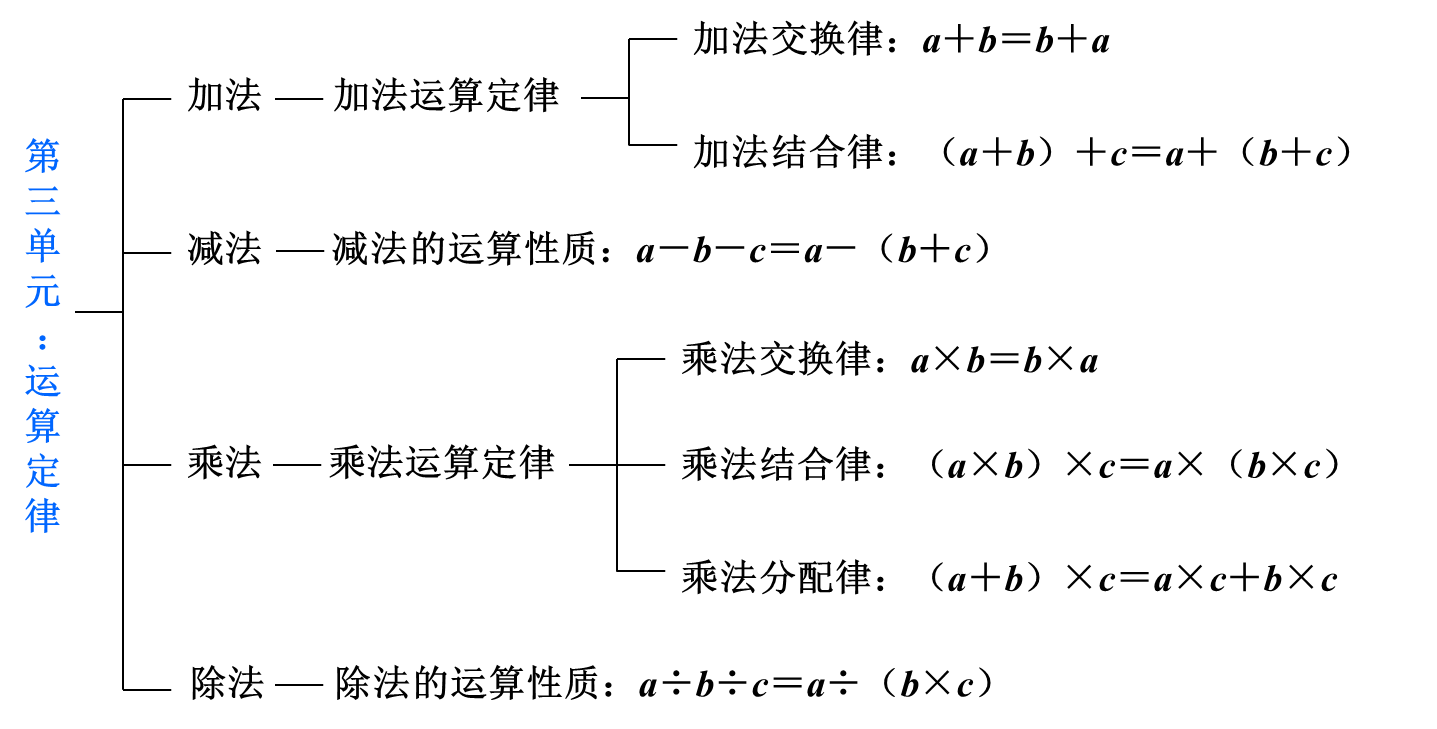 第三单元：运算定律
加法
加法运算定律
加法交换律：a＋b＝b＋a
加法结合律：（a＋b）＋c＝a＋（b＋c）
减法
减法的运算性质：a－b－c＝a－（b＋c）
乘法
乘法运算定律
乘法交换律：a×b＝b×a
乘法结合律：（a×b）×c＝a×（b×c）
乘法分配律：（a＋b）×c＝a×c＋b×c
除法
除法的运算性质：a÷b÷c＝a÷（b×c）